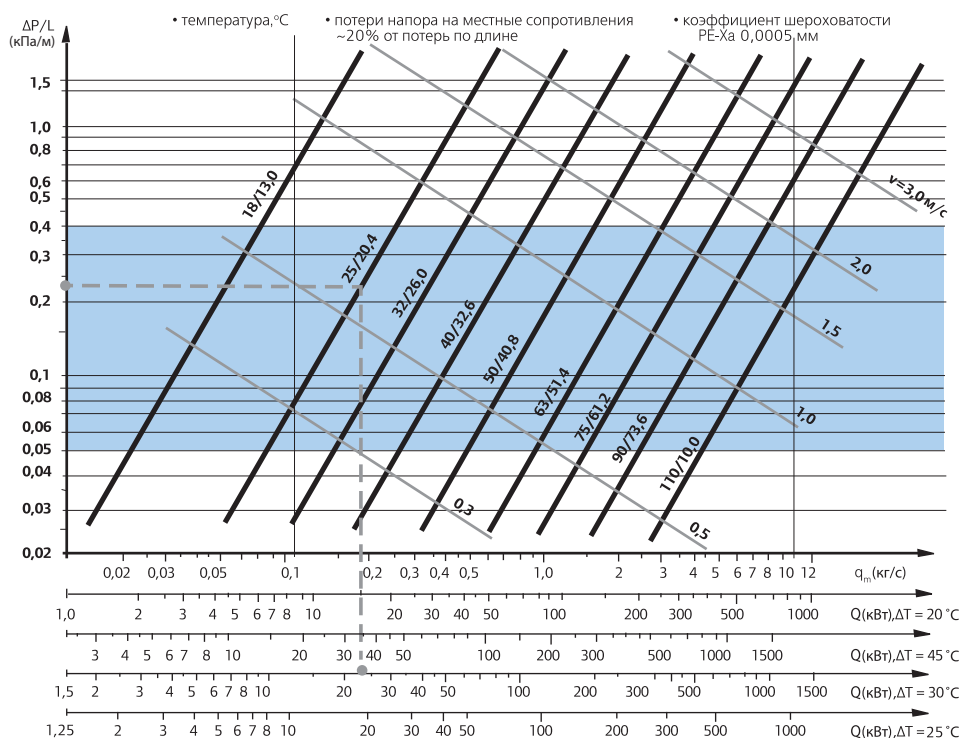 ΔP/L
(кПа/м)
• температура,°C
• потери напора на местные сопротивления
~20% от потерь по длине
• коэффициент шероховатости
PE-Xa 0,0005 мм
1,5
1,0
0,8
0,6
0,5
0,4
0,3
0,2
0,1
0,08
0,06
0,05
0,04
0,03
0,02
18/13,0
25/20,4
32/26,0
40/32,6
50/40,8
63/51,4
75/61,2
90/73,6
110/10,0
v=3,0 м/с
2,0
1,5
1,0
0,5
0,3
0,02 0,03 0,05 0,1 0,2 0,3 0,4 0,5 1,0 2 3 4 5 6 7 8 10 12 qm(кг/с)
1,0 2 3 4 5 6 7 8 10 20 30 40 50 100 200 300 500 1000 Q(кВт),ΔT = 20 °C
3 4 5 6 7 8 10 20 30 40 50 100 200 300 500 1000 1500 Q(кВт),ΔT = 45 °C
1,5 2 3 4 5 6 7 8 10 20 30 40 50 100 200 300 500 1000 1500 Q(кВт),ΔT = 30 °C
1,25 2 3 4 5 6 7 8 10 20 30 40 50 100 200 300 500 1000 Q(кВт),ΔT = 25 °C